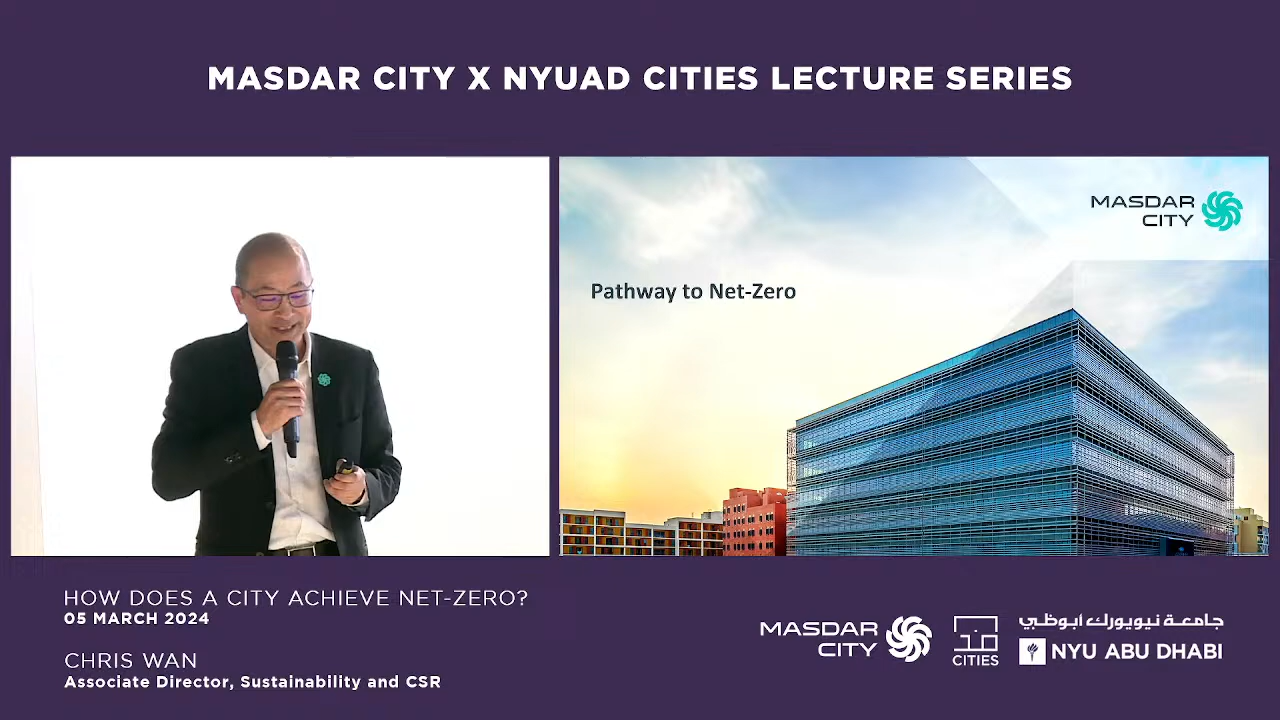 MASDAR CITY X NYUAD CITIES LECTURE SERIES
MASDAR
CITY
Pathway to Net-Zero
HOW DOES A CITY ACHIEVE NET-ZERO?
05 MARCH 2024
CHRIS WAN
Associate Director, Sustainability and CSR
MASDAR
CITY
CITIES
جامعة نيويورك أبوظبي
NYU ABU DHABI